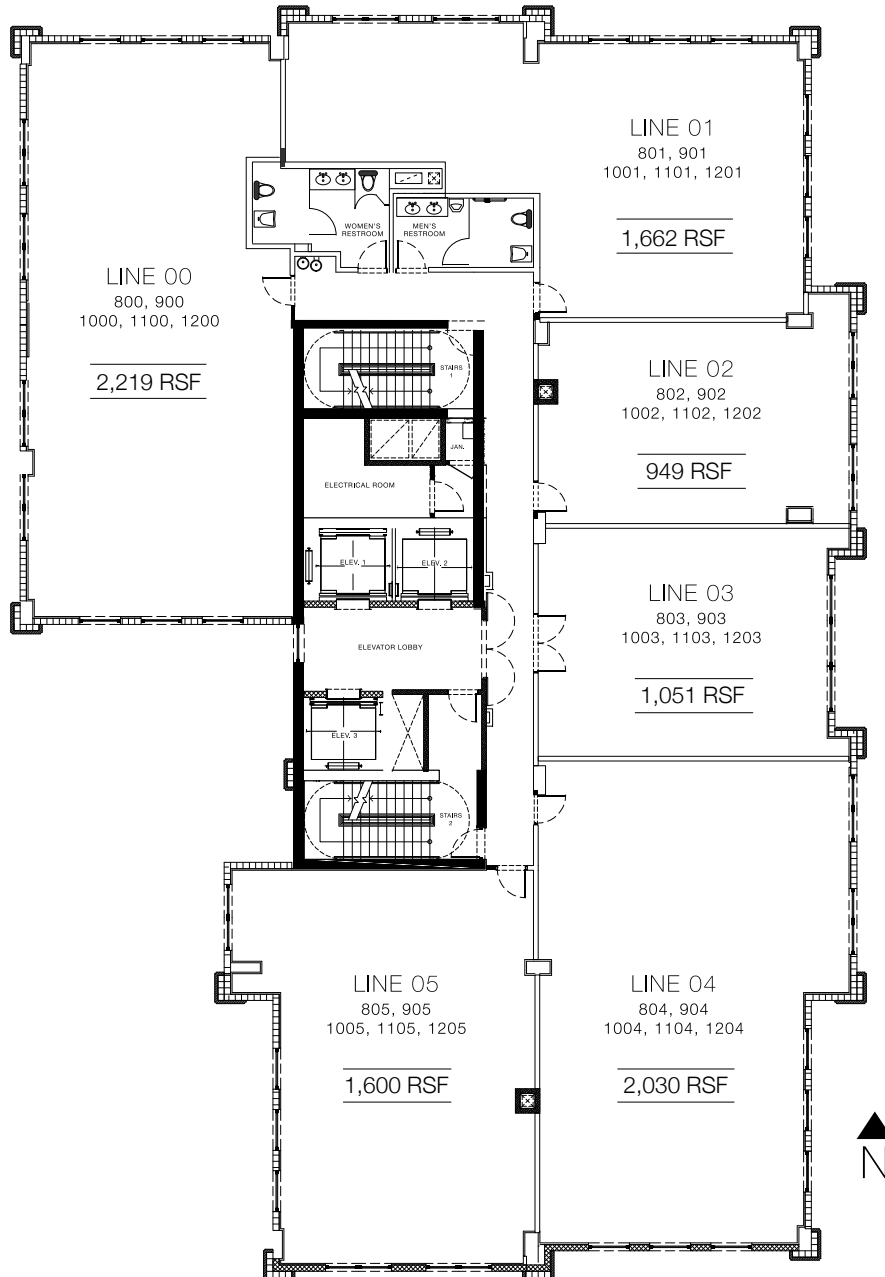 LINE 01
801, 901
1001, 1101, 1201
1,662 RSF
WOMEN'S
RESTROOM
MEN'S
RESTROOM
LINE 00
800, 900
1000, 1100, 1200
2,219 RSF
STAIRS
1
LINE 02
802, 902
1002, 1102, 1202
949 RSF
JAN.
ELECTRICAL ROOM
ELEV. 1
ELEV. 2
LINE 03
803, 903
1003, 1103, 1203
1,051 RSF
ELEVATOR LOBBY
ELEV. 3
STAIRS
2
LINE 05
805, 905
1005, 1105, 1205
1,600 RSF
LINE 04
804, 904
1004, 1104, 1204
2,030 RSF
N